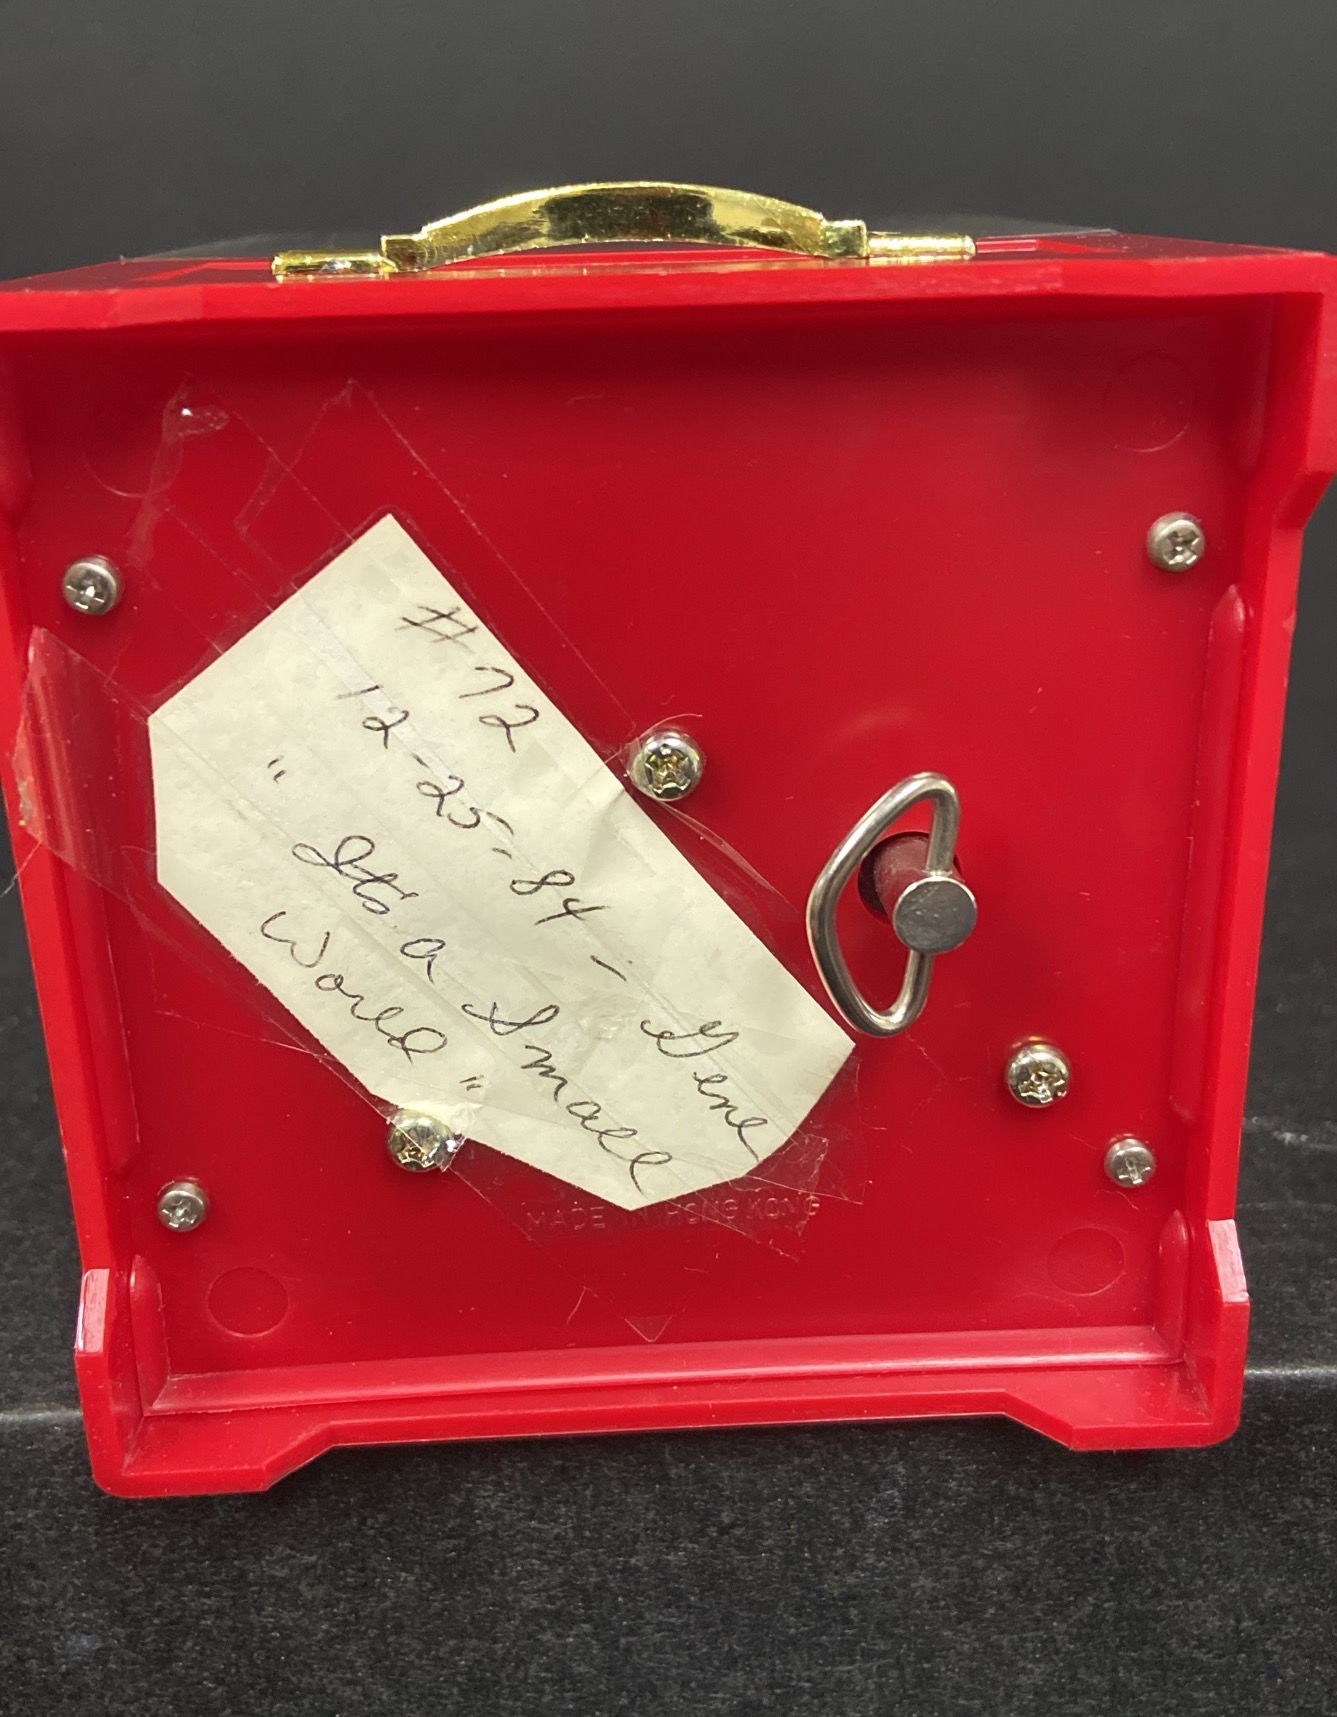 #72
12-25-84 - Gene
" It's a Small
World "
MADE IN HONG KONG